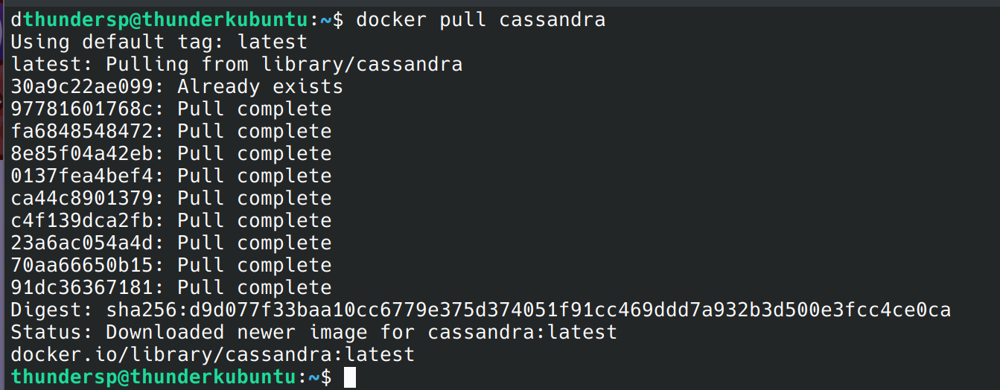 dthundersp@thunderkubuntu:~$ docker pull cassandra
Using default tag: latest
latest: Pulling from library/cassandra
30a9c22ae099: Already exists
97781601768c: Pull complete
fa6848548472: Pull complete
8e85f04a42eb: Pull complete
0137fea4bef4: Pull complete
ca44c8901379: Pull complete
c4f139dca2fb: Pull complete
23a6ac054a4d: Pull complete
70aa66650b15: Pull complete
91dc36367181: Pull complete
Digest: sha256:d9d077f33baa10cc6779e375d374051f91cc469ddd7a932b3d500e3fcc4ce0ca
Status: Downloaded newer image for cassandra:latest
docker.io/library/cassandra:latest
thundersp@thunderkubuntu:~$